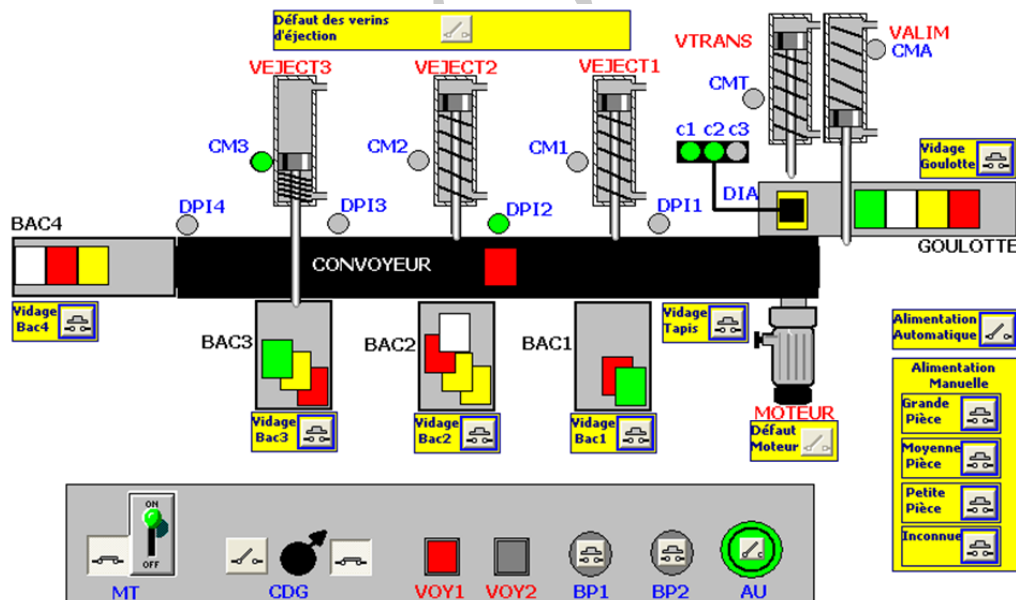 Défaut des verins
d'éjection
VTRANS
VALIM
CMA
VEJECT3
VEJECT2
VEJECT1
CMT
c1 c2 c3
CM3
CM2
CM1
Vidage
Goulotte
DIA
DPI4
DPI3
DPI2
DPI1
BAC4
GOULOTTE
CONVOYEUR
Vidage
Bac4
BAC3
BAC2
BAC1
Vidage
Tapis
Alimentation
Automatique
Alimentation
Manuelle
Grande
Pièce
Moyenne
Pièce
Petite
Pièce
Inconnue
Vidage
Bac3
Vidage
Bac2
Vidage
Bac1
MOTEUR
Défaut
Moteur
ON
OFF
MT
CDG
VOY1
VOY2
BP1
BP2
AU